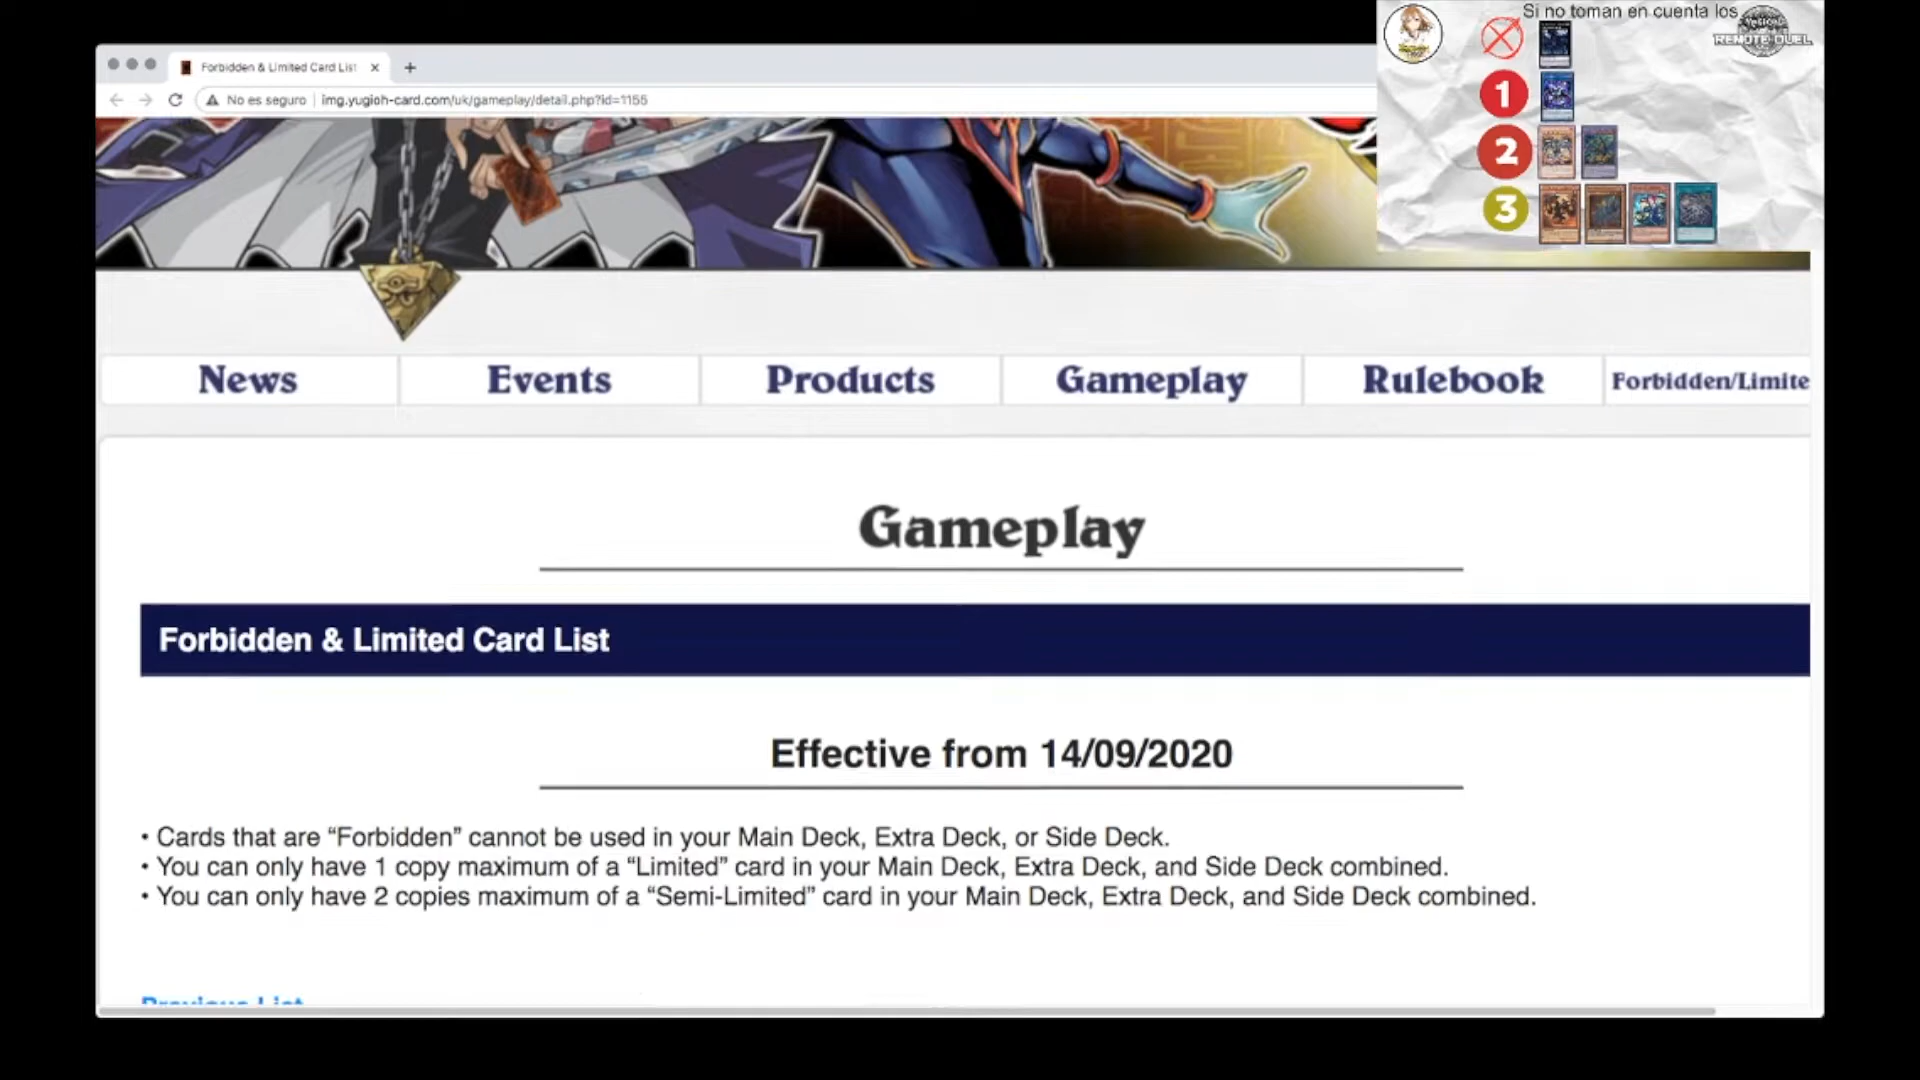 Si no toman en cuenta los
REMOTE DUEL
1
2
3
Forbidden & Limited Card List
No es seguro | img.yugioh-card.com/uk/gameplay/detail.php?id=1155
News
Events
Products
Gameplay
Rulebook
Forbidden/Limite
Gameplay
Forbidden & Limited Card List
Effective from 14/09/2020
• Cards that are “Forbidden” cannot be used in your Main Deck, Extra Deck, or Side Deck.
• You can only have 1 copy maximum of a “Limited” card in your Main Deck, Extra Deck, and Side Deck combined.
• You can only have 2 copies maximum of a “Semi-Limited” card in your Main Deck, Extra Deck, and Side Deck combined.
Previous List